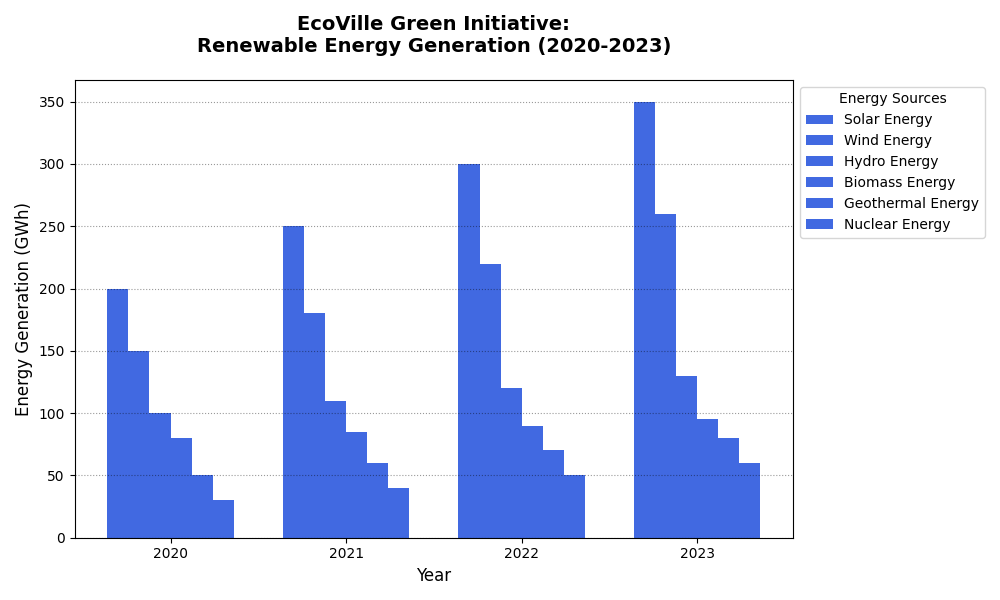 EcoVille Green Initiative:
Renewable Energy Generation (2020-2023)
Energy Generation (GWh)
350
300
250
200
150
100
50
0
2020
2021
2022
2023
Year
Energy Sources
Solar Energy
Wind Energy
Hydro Energy
Biomass Energy
Geothermal Energy
Nuclear Energy